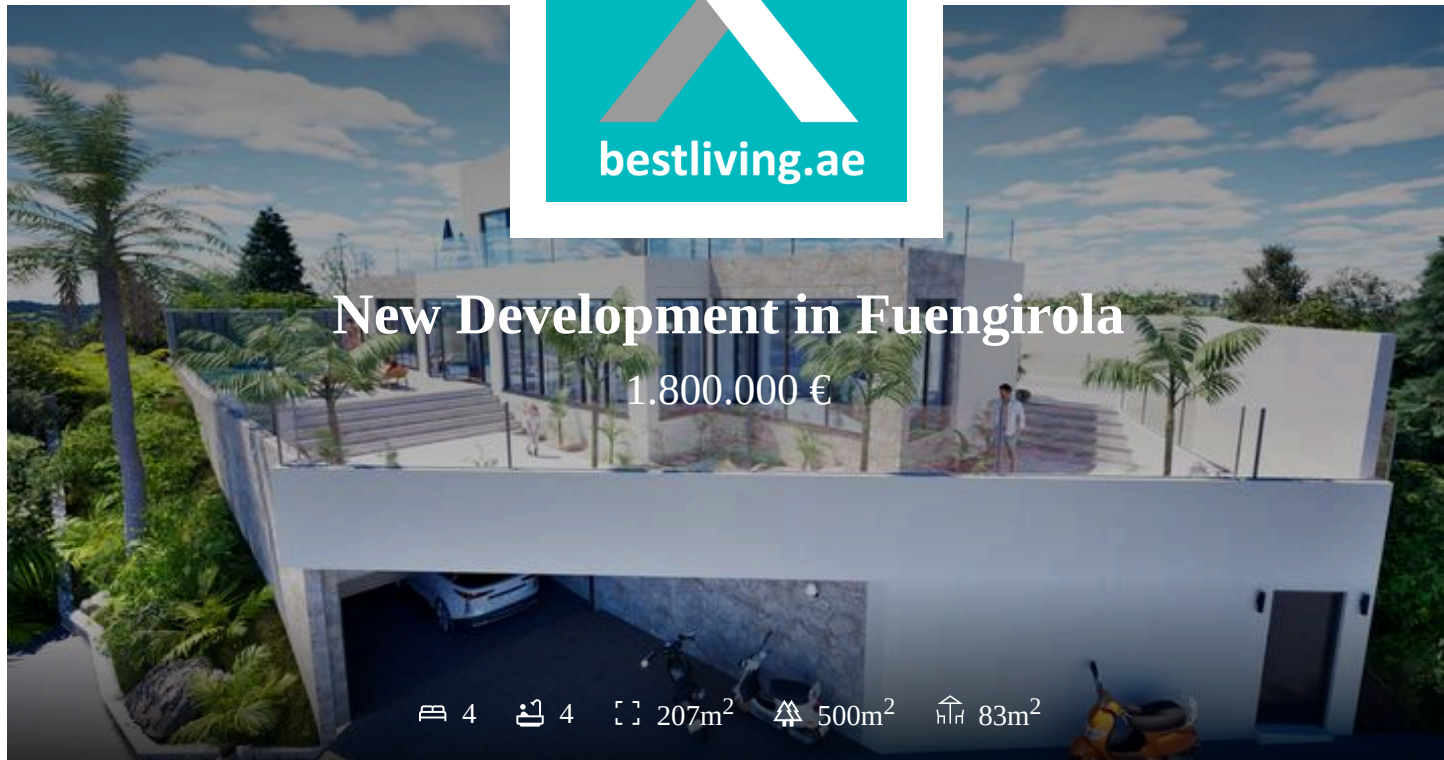 bestliving.ae
New Development in Fuengirola
1.800.000 €
4 4 207m² 500m² 83m²